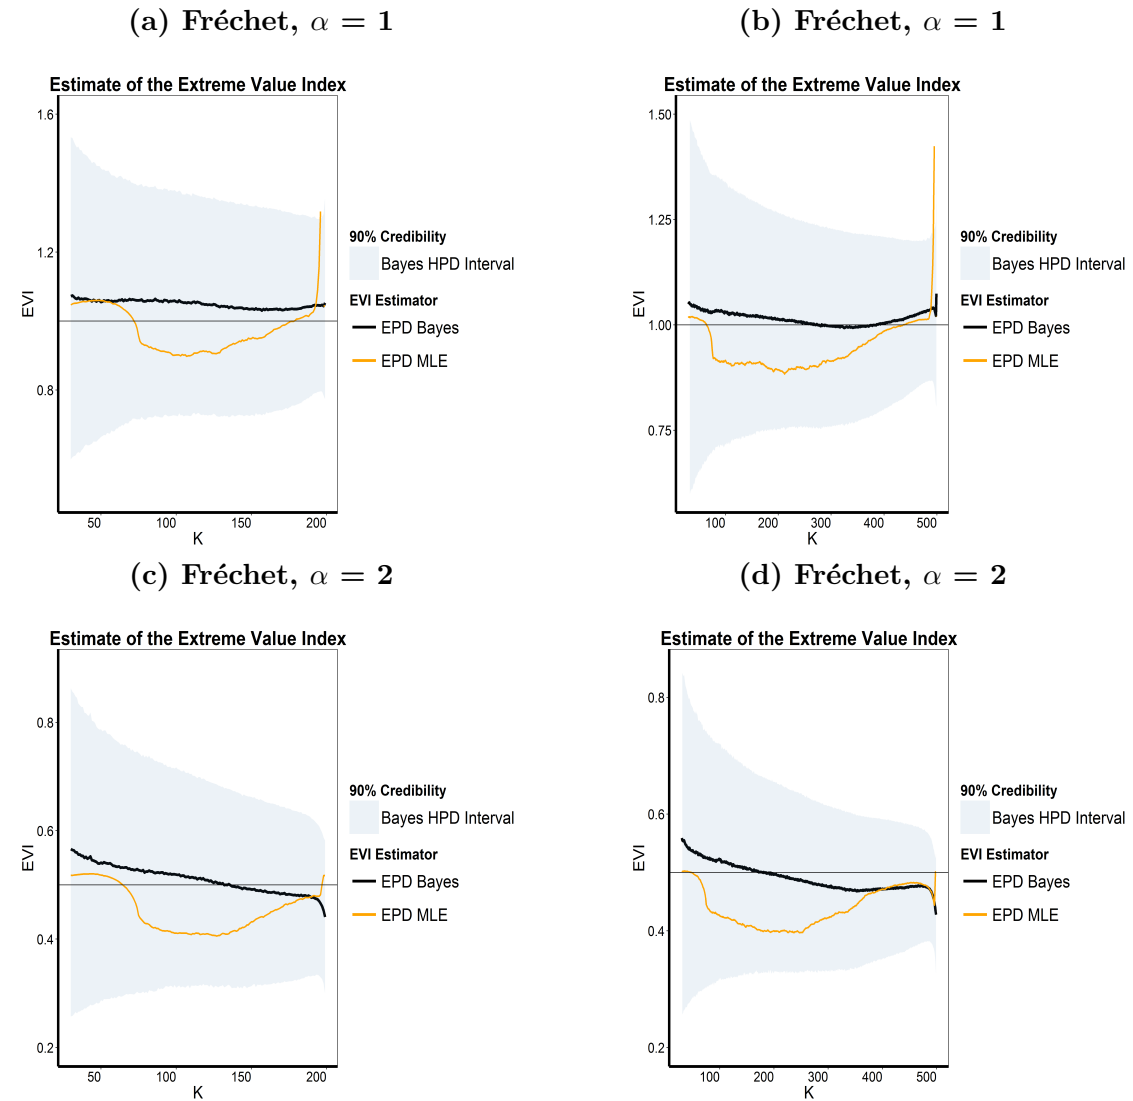 (a) Fréchet, α = 1
Estimate of the Extreme Value Index
1.6
1.2
0.8
EVI
50 100 150 200
K
90% Credibility
Bayes HPD Interval
EVI Estimator
EPD Bayes
EPD MLE
(b) Fréchet, α = 1
Estimate of the Extreme Value Index
1.50
1.25
1.00
0.75
EVI
100 200 300 400 500
K
90% Credibility
Bayes HPD Interval
EVI Estimator
EPD Bayes
EPD MLE
(c) Fréchet, α = 2
Estimate of the Extreme Value Index
0.8
0.6
0.4
0.2
EVI
50 100 150 200
K
90% Credibility
Bayes HPD Interval
EVI Estimator
EPD Bayes
EPD MLE
(d) Fréchet, α = 2
Estimate of the Extreme Value Index
0.8
0.6
0.4
0.2
EVI
100 200 300 400 500
K
90% Credibility
Bayes HPD Interval
EVI Estimator
EPD Bayes
EPD MLE